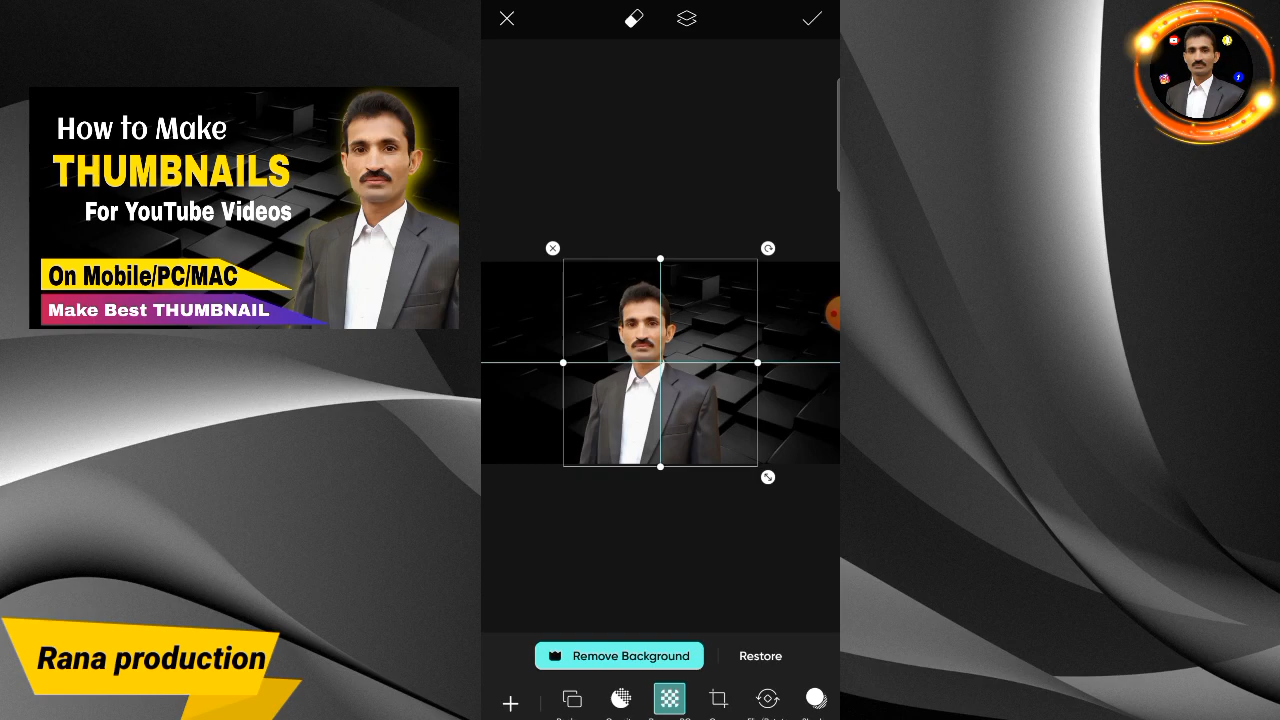 How to Make
THUMBNAILS
For YouTube Videos
On Mobile/PC/MAC
Make Best THUMBNAIL
Rana production
Remove Background
Restore